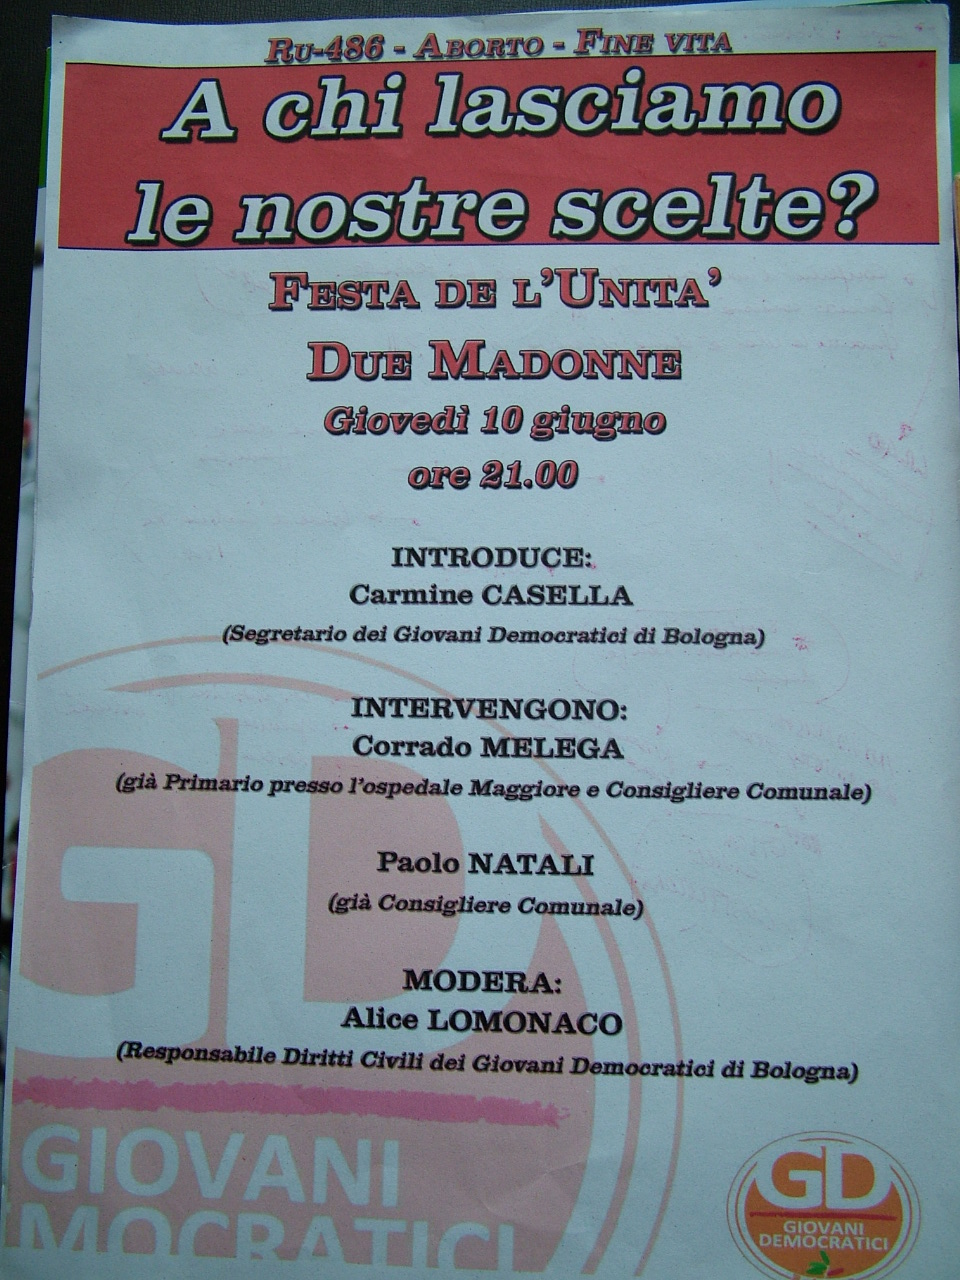 RU-486 - ABORTO - FINE VITA
A chi lasciamo
le nostre scelte?
FESTA DE L'UNITA'
DUE MADONNE
Giovedì 10 giugno
ore 21.00
INTRODUCE:
Carmine CASELLA
(Segretario dei Giovani Democratici di Bologna)
INTERVENGONO:
Corrado MELEGA
(già Primario presso l'ospedale Maggiore e Consigliere Comunale)
Paolo NATALI
(già Consigliere Comunale)
MODERA:
Alice LOMONACO
(Responsabile Diritti Civili dei Giovani Democratici di Bologna)
GD
GIOVANI
MOCRATICI
GD
GIOVANI
DEMOCRATICI